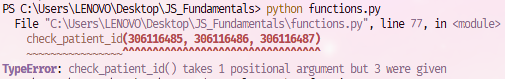 PS C:\Users\LENOVO\Desktop\JS_Fundamentals> python functions.py
  File "C:\Users\LENOVO\Desktop\JS_Fundamentals\functions.py", line 77, in <module>
    check_patient_id(306116485, 306116486, 306116487)
    ~~~~~~~~~~~~~~~~^^^^^^^^^^^^^^^^^^^^^^^^^^^^^^^^^
TypeError: check_patient_id() takes 1 positional argument but 3 were given